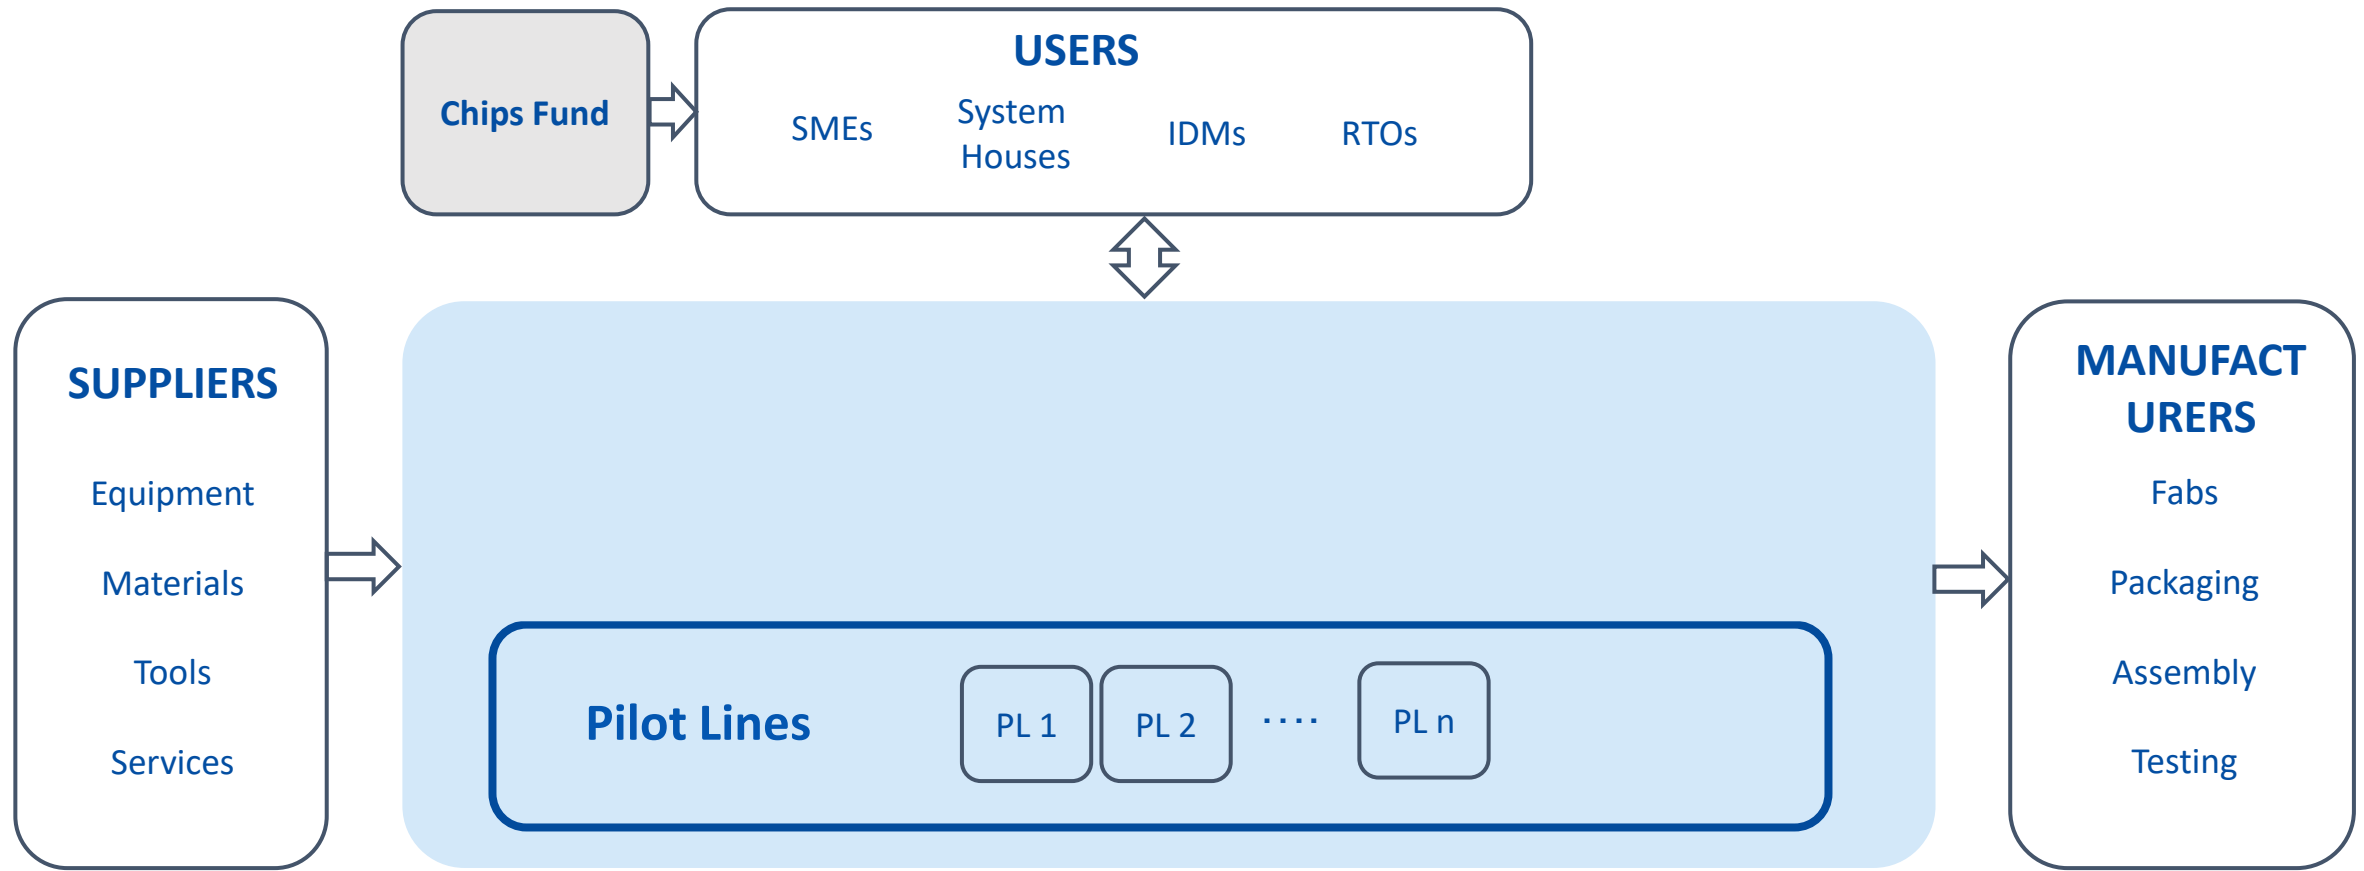 Chips Fund
USERS
SMEs
System
Houses
IDMs
RTOs
SUPPLIERS
Equipment
Materials
Tools
Services
Pilot Lines
PL 1
PL 2
....
PL n
MANUFACT
URERS
Fabs
Packaging
Assembly
Testing